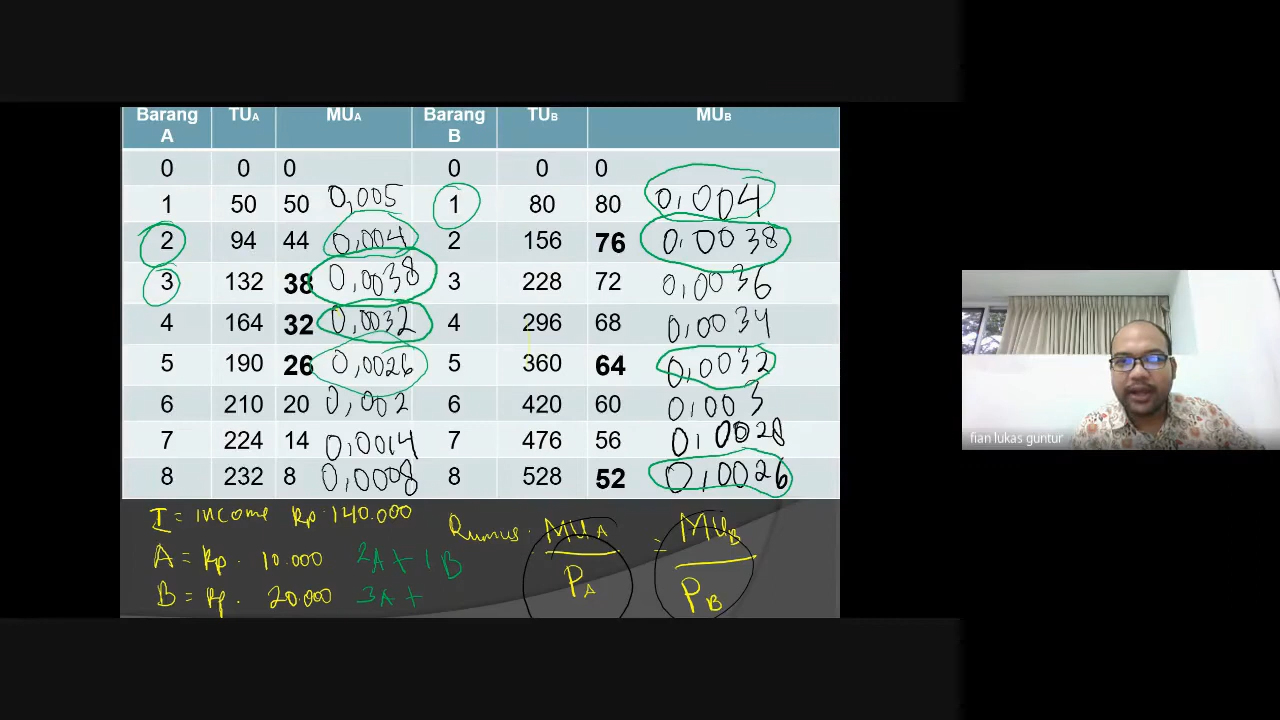 Barang A TUA MUA Barang B TUB MUB
0 0 0 0 0 0
1 50 50 0,005 1 80 80 0,004
2 94 44 0,004 2 156 76 0,0038
3 132 38 0,0038 3 228 72 0,0036
4 164 32 0,0032 4 296 68 0,0034
5 190 26 0,0026 5 360 64 0,0032
6 210 20 0,002 6 420 60 0,003
7 224 14 0,0014 7 476 56 0,0028
8 232 8 0,0008 8 528 52 0,0026
I = income Rp. 140.000
A = Rp. 10.000 2A + 1B
B = Rp. 20.000 3A +
Rumus. MUA / PA = MUB / PB
fian lukas guntur